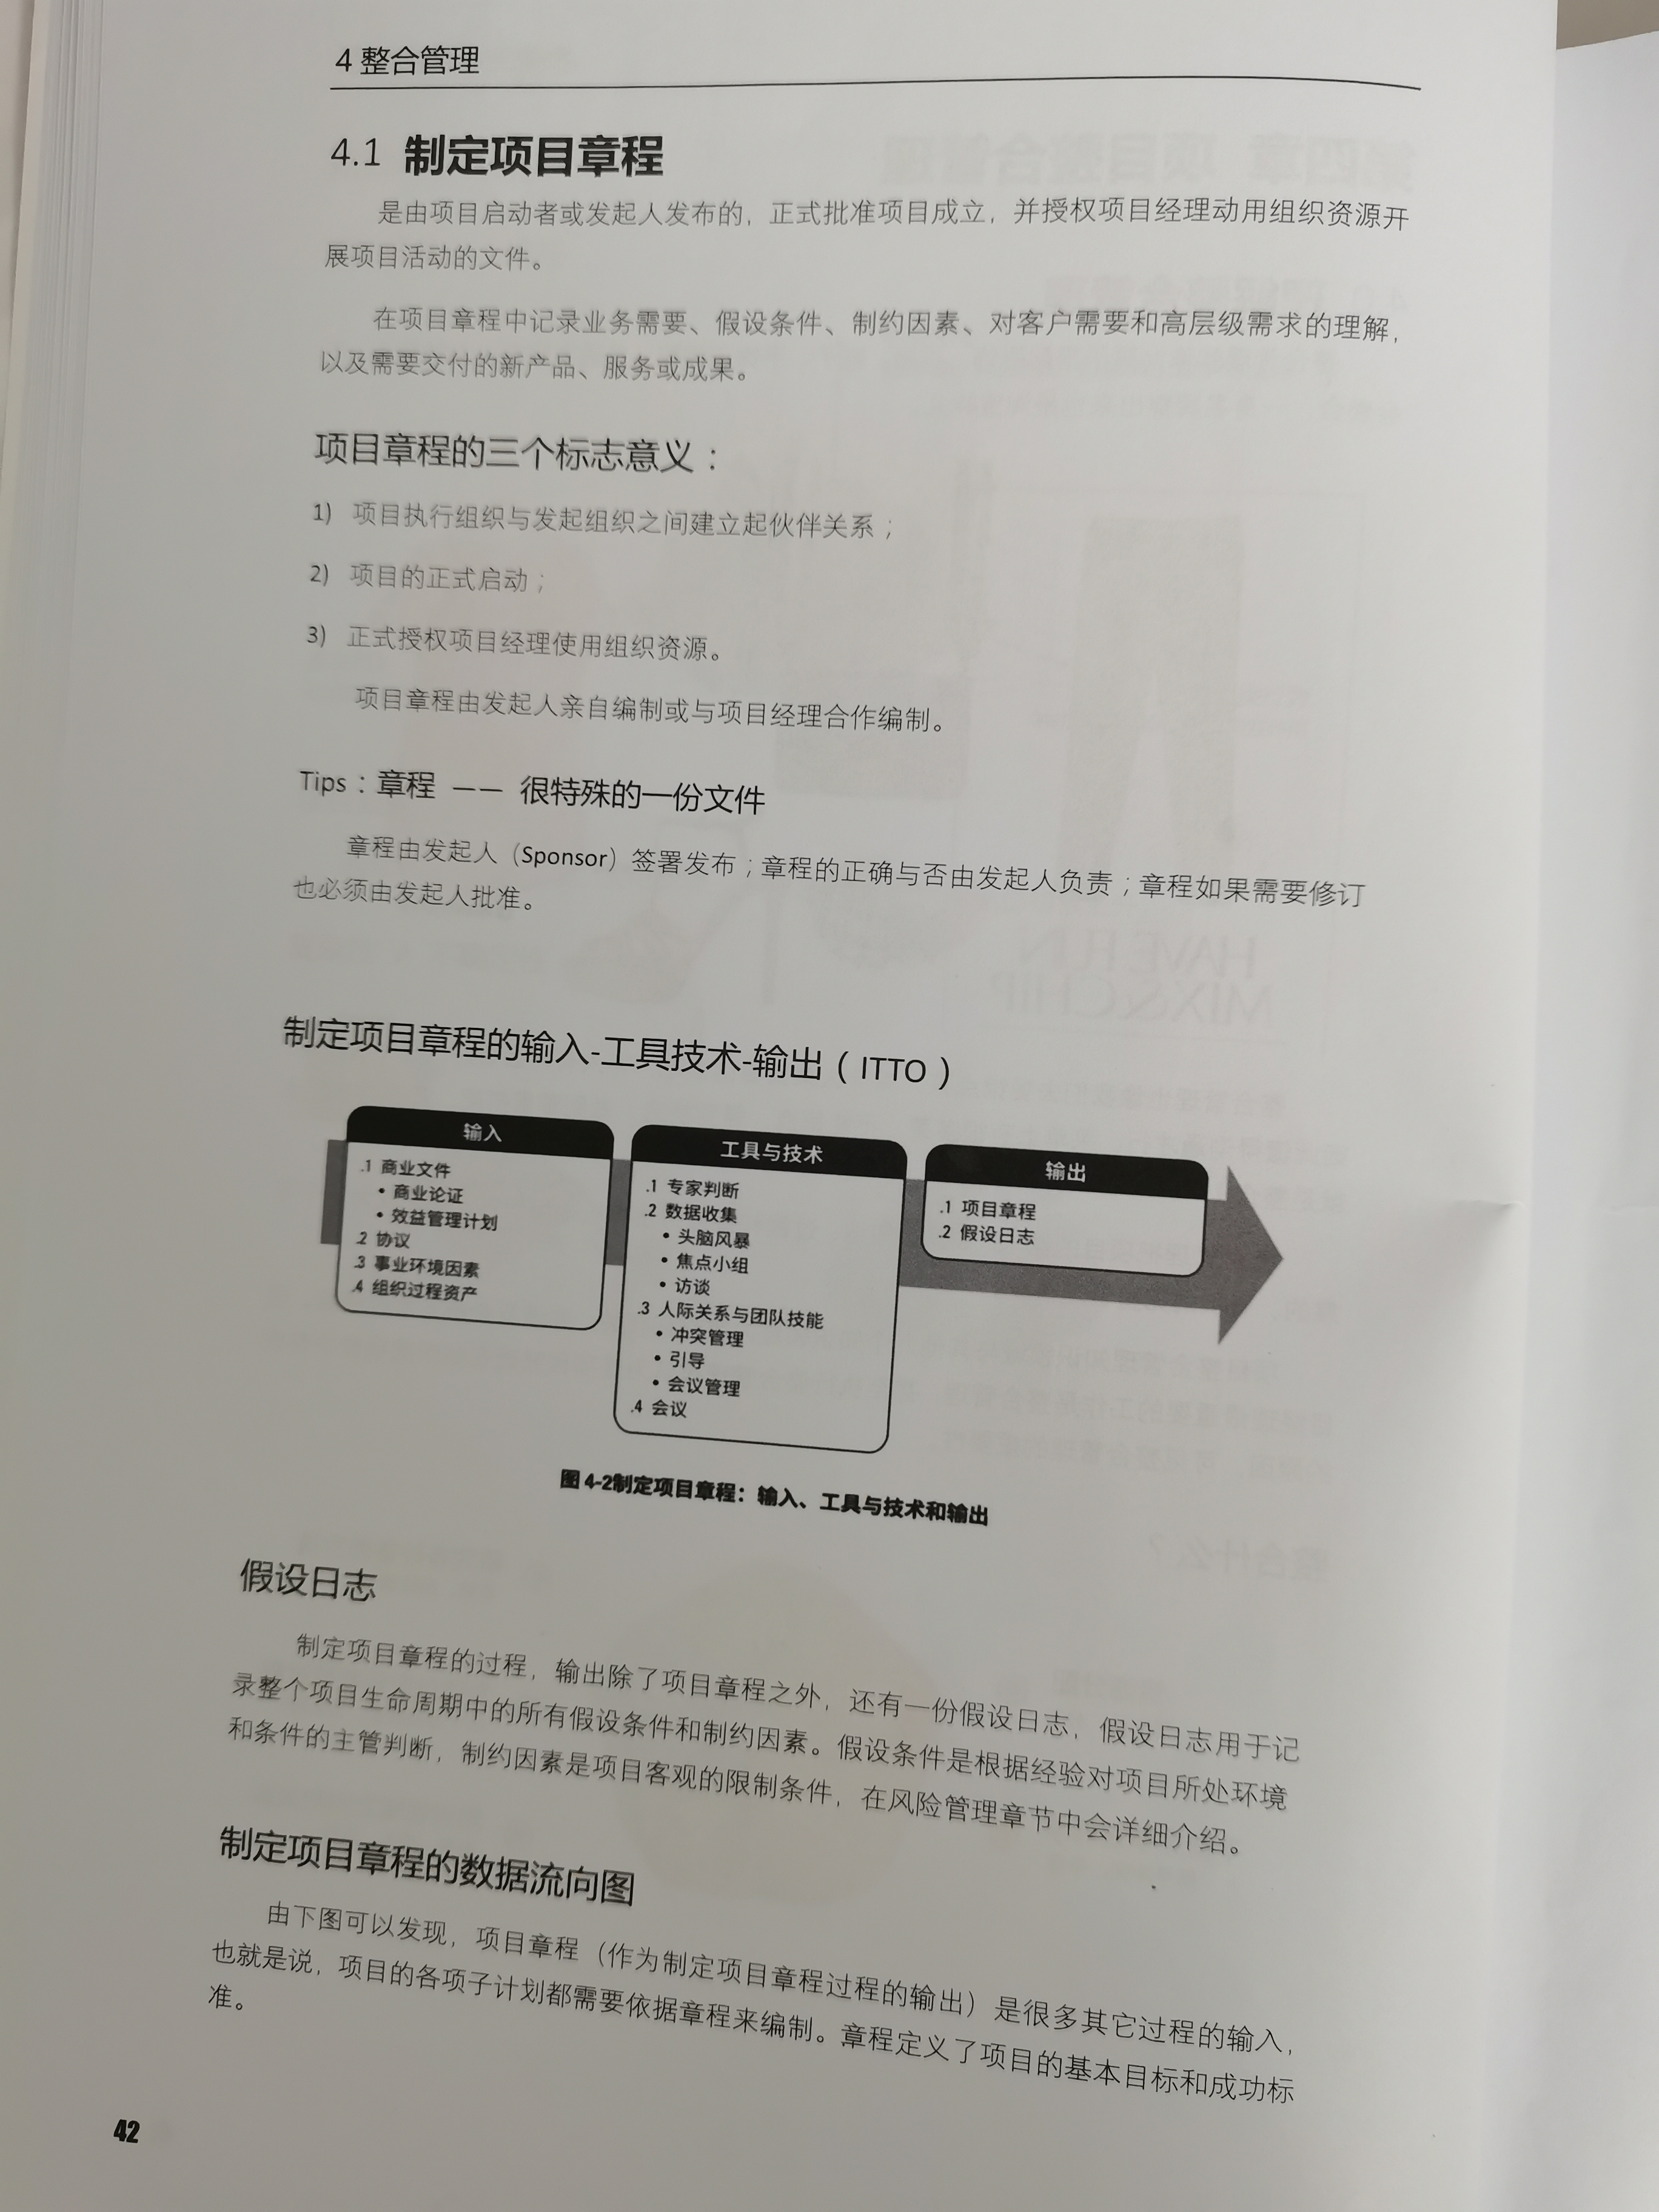 4 整合管理
4.1 制定项目章程
是由项目启动者或发起人发布的，正式批准项目成立，并授权项目经理动用组织资源开
展项目活动的文件。
在项目章程中记录业务需要、假设条件、制约因素、对客户需要和高层级需求的理解，
以及需要交付的新产品、服务或成果。
项目章程的三个标志意义：
1) 项目执行组织与发起组织之间建立起伙伴关系；
2) 项目的正式启动；
3) 正式授权项目经理使用组织资源。
项目章程由发起人亲自编制或与项目经理合作编制。
Tips：章程 —— 很特殊的一份文件
章程由发起人（Sponsor）签署发布；章程的正确与否由发起人负责；章程如果需要修订
也必须由发起人批准。
制定项目章程的输入-工具技术-输出（ITTO）
输入
.1 商业文件
• 商业论证
• 效益管理计划
.2 协议
.3 事业环境因素
.4 组织过程资产
工具与技术
.1 专家判断
.2 数据收集
• 头脑风暴
• 焦点小组
• 访谈
.3 人际关系与团队技能
• 冲突管理
• 引导
• 会议管理
.4 会议
输出
.1 项目章程
.2 假设日志
图 4-2制定项目章程：输入、工具与技术和输出
假设日志
制定项目章程的过程，输出除了项目章程之外，还有一份假设日志，假设日志用于记
录整个项目生命周期中的所有假设条件和制约因素。假设条件是根据经验对项目所处环境
和条件的主管判断，制约因素是项目客观的限制条件，在风险管理章节中会详细介绍。
制定项目章程的数据流向图
由下图可以发现，项目章程（作为制定项目章程过程的输出）是很多其它过程的输入，
也就是说，项目的各项子计划都需要依据章程来编制。章程定义了项目的基本目标和成功标
准。
42